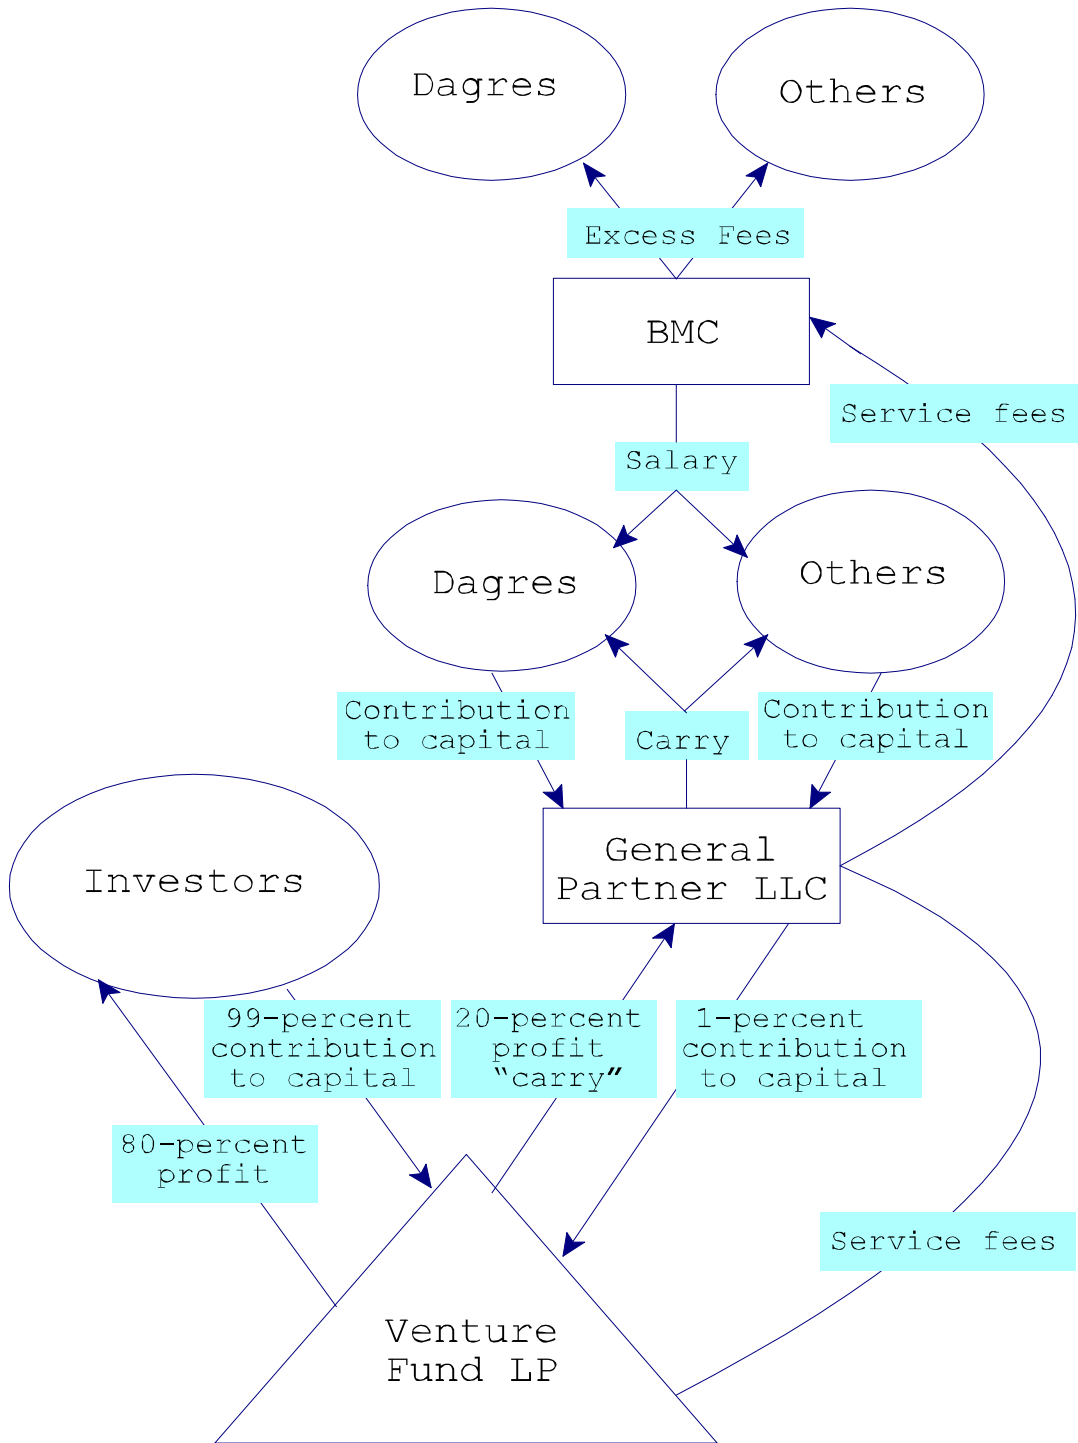 Dagres
Others
Excess Fees
BMC
Service fees
Salary
Dagres
Others
Contribution
to capital
Carry
Contribution
to capital
General
Partner LLC
Investors
99-percent
contribution
to capital
20-percent
profit
“carry”
1-percent
contribution
to capital
80-percent
profit
Service fees
Venture
Fund LP